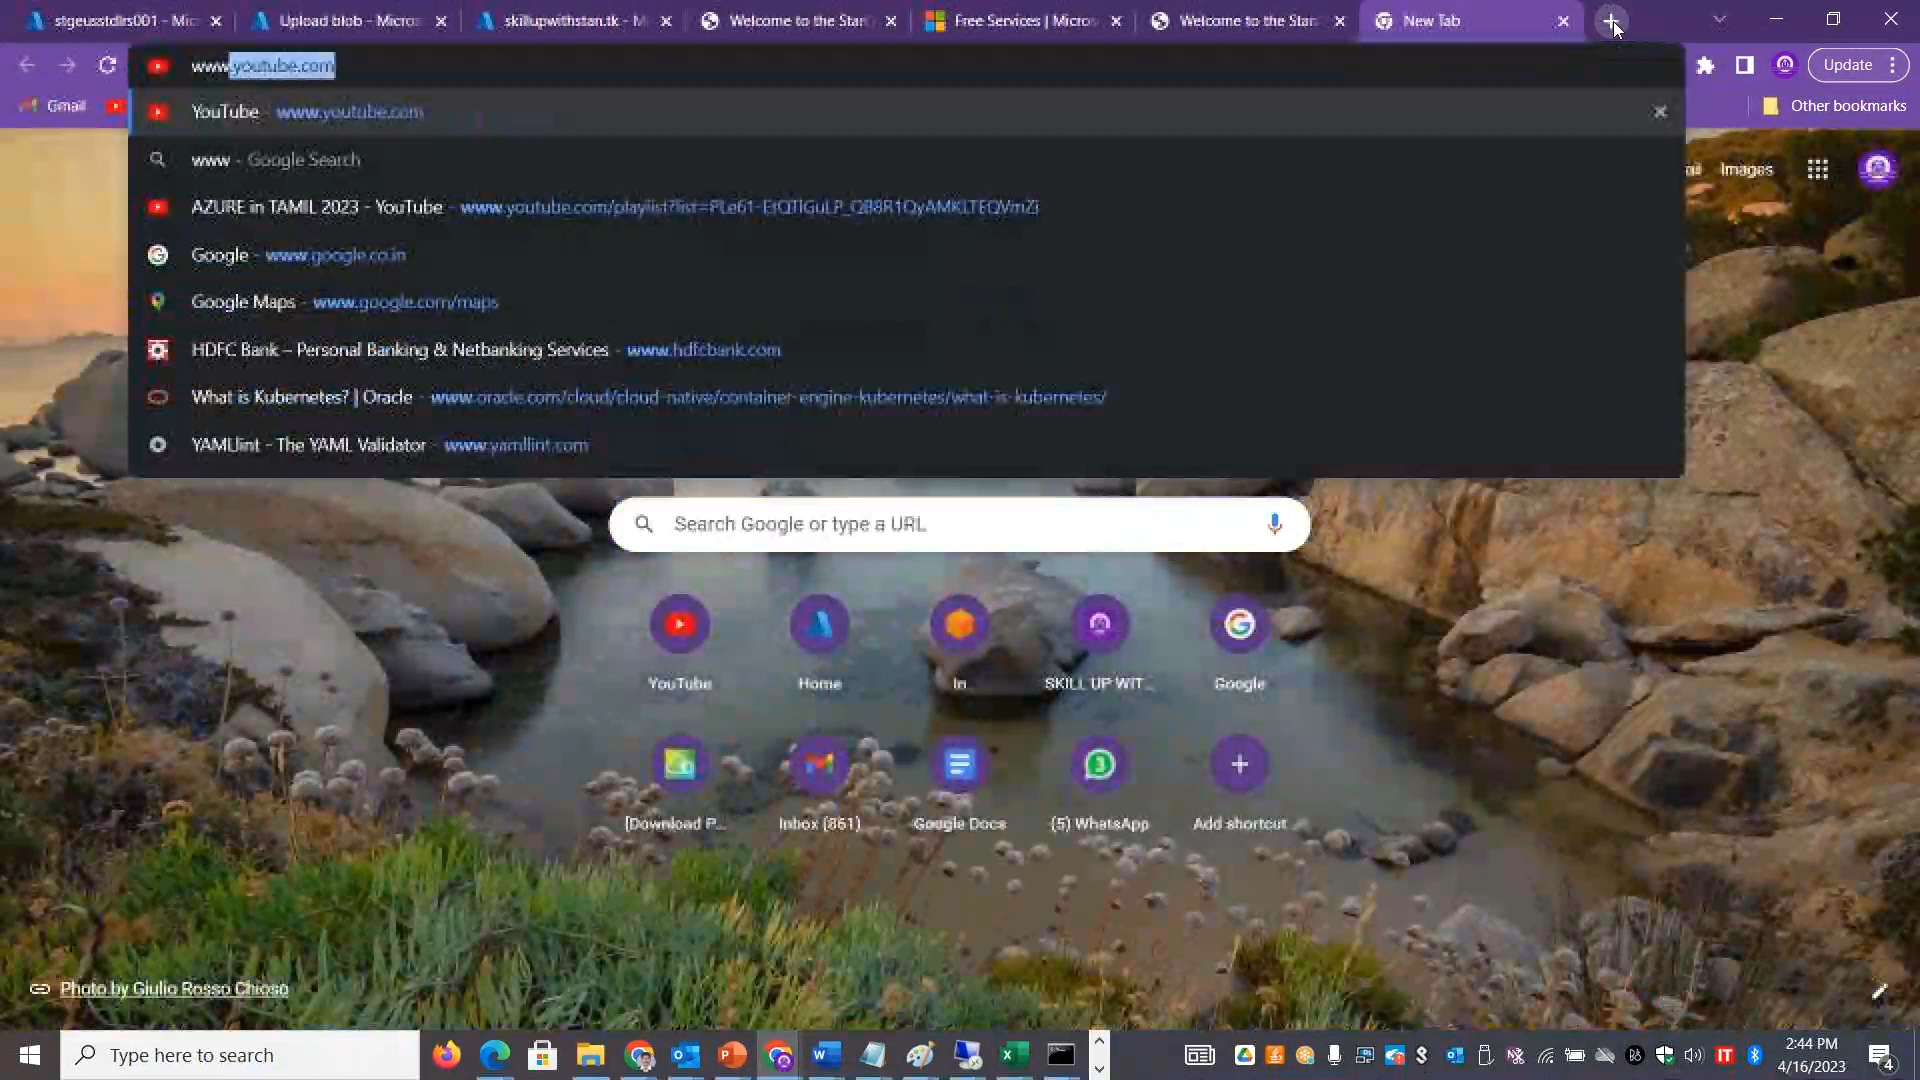 stgeusstdlrs001 - Mic
Upload blob - Micros
skillupwithstan.tk - M
Welcome to the Stan
Free Services | Micros
Welcome to the Stan
New Tab
www.youtube.com
Update
Gmail
Other bookmarks
YouTube - www.youtube.com
www - Google Search
Images
AZURE in TAMIL 2023 - YouTube - www.youtube.com/playlist?list=PLe61-EtQTlGuLP_QB8R1QyAMKLTEQVmZj
Google - www.google.co.in
Google Maps - www.google.com/maps
HDFC Bank – Personal Banking & Netbanking Services - www.hdfcbank.com
What is Kubernetes? | Oracle - www.oracle.com/cloud/cloud-native/container-engine-kubernetes/what-is-kubernetes/
YAMLlint - The YAML Validator - www.yamllint.com
Search Google or type a URL
YouTube
Home
In
SKILL UP WIT...
Google
[Download P...
Inbox (861)
Google Docs
(5) WhatsApp
Add shortcut
Photo by Giulio Rosso Chioso
Type here to search
2:44 PM
4/16/2023
4